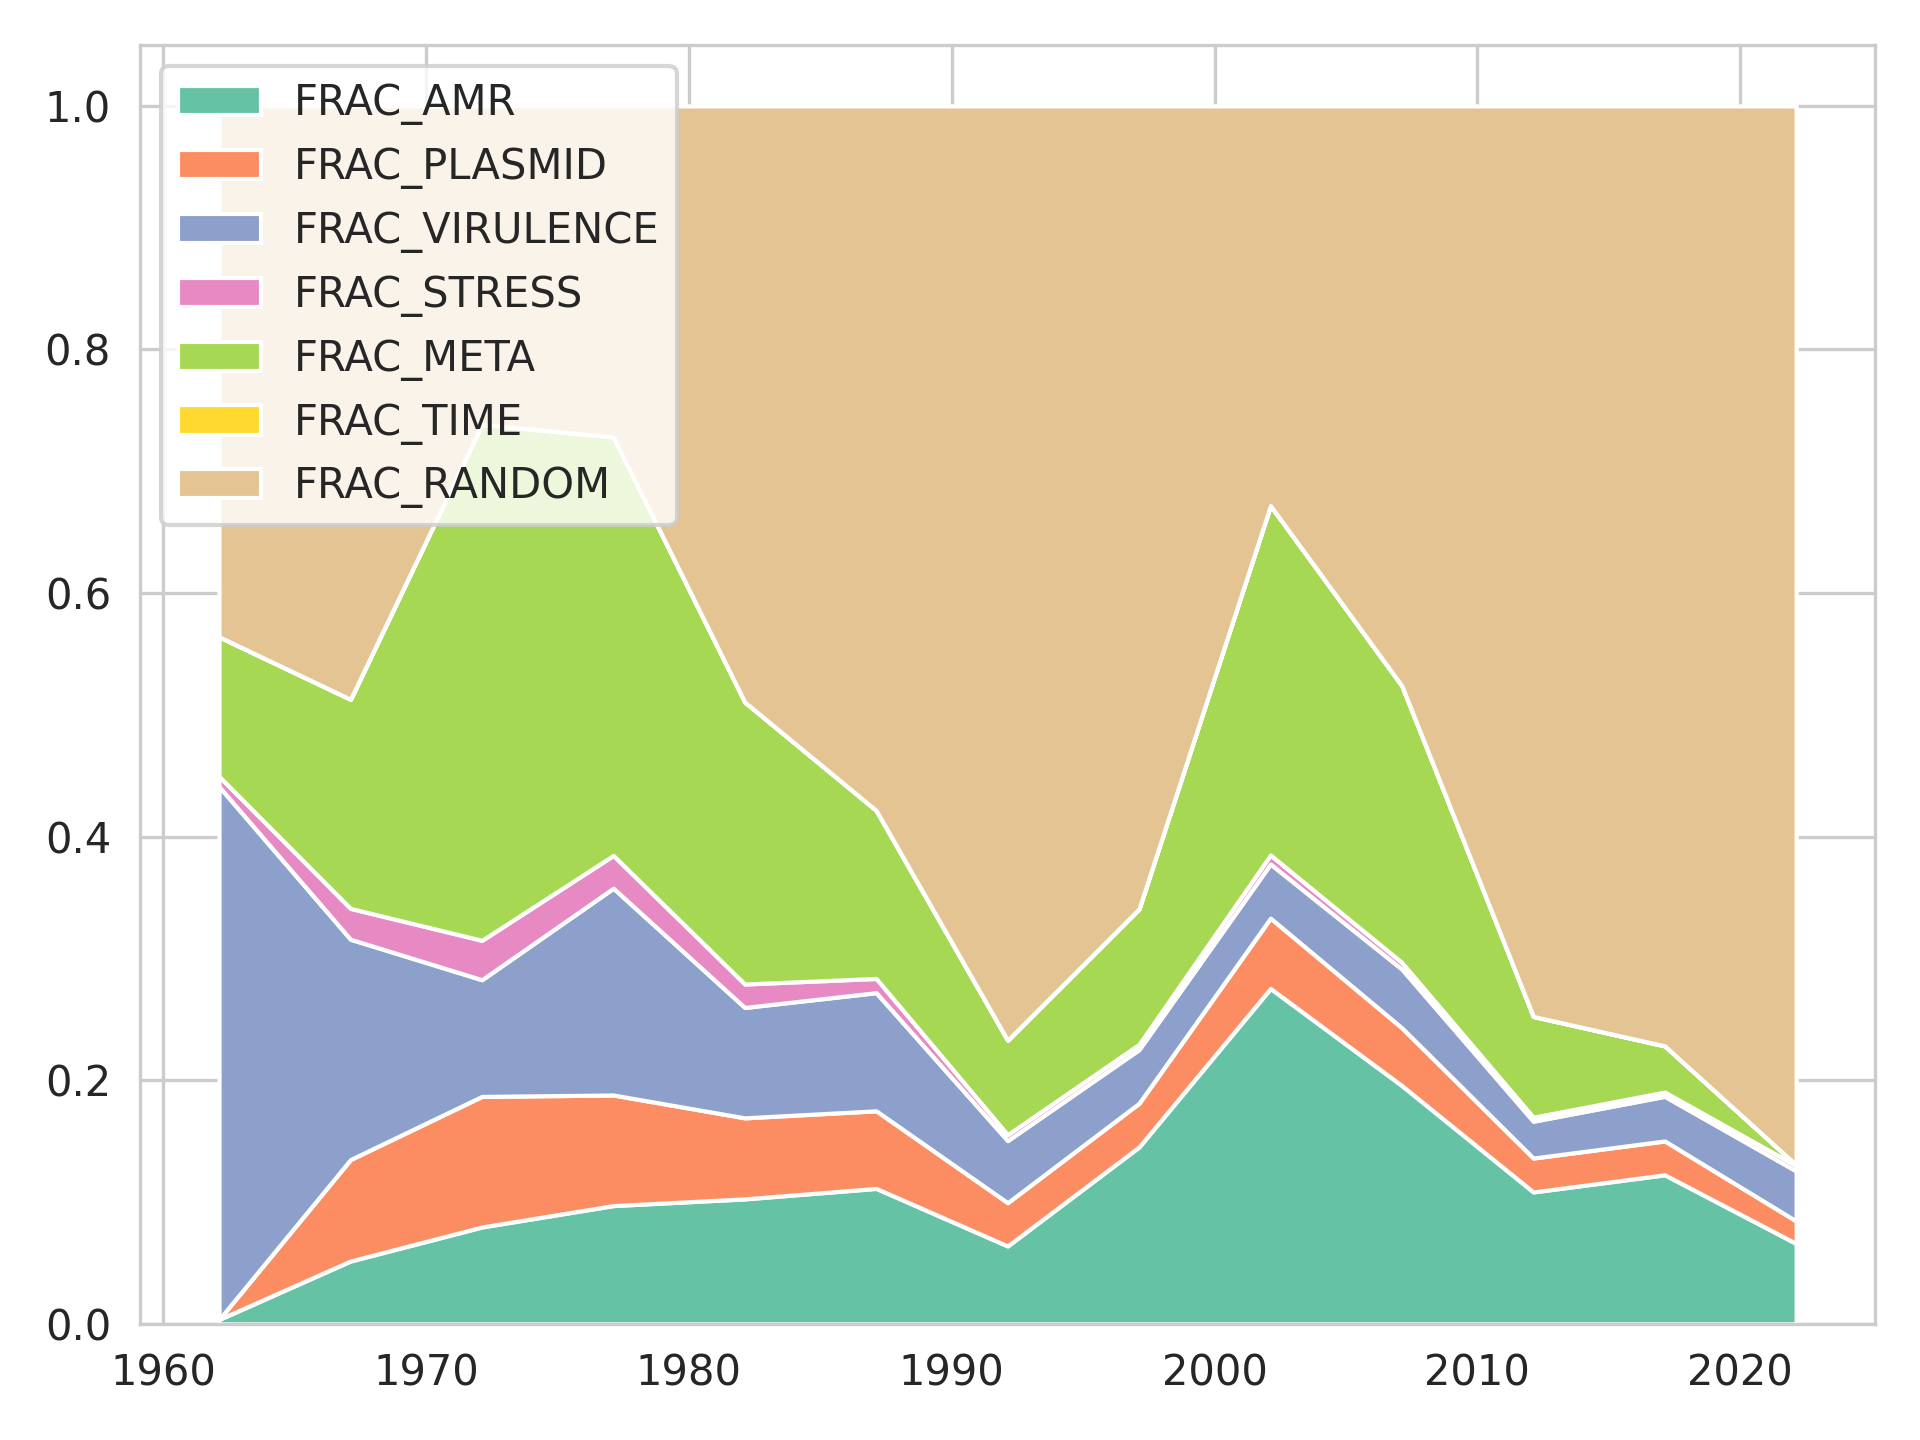 1.0
0.8
0.6
0.4
0.2
0.0
FRAC_AMR
FRAC_PLASMID
FRAC_VIRULENCE
FRAC_STRESS
FRAC_META
FRAC_TIME
FRAC_RANDOM
1960 1970 1980 1990 2000 2010 2020